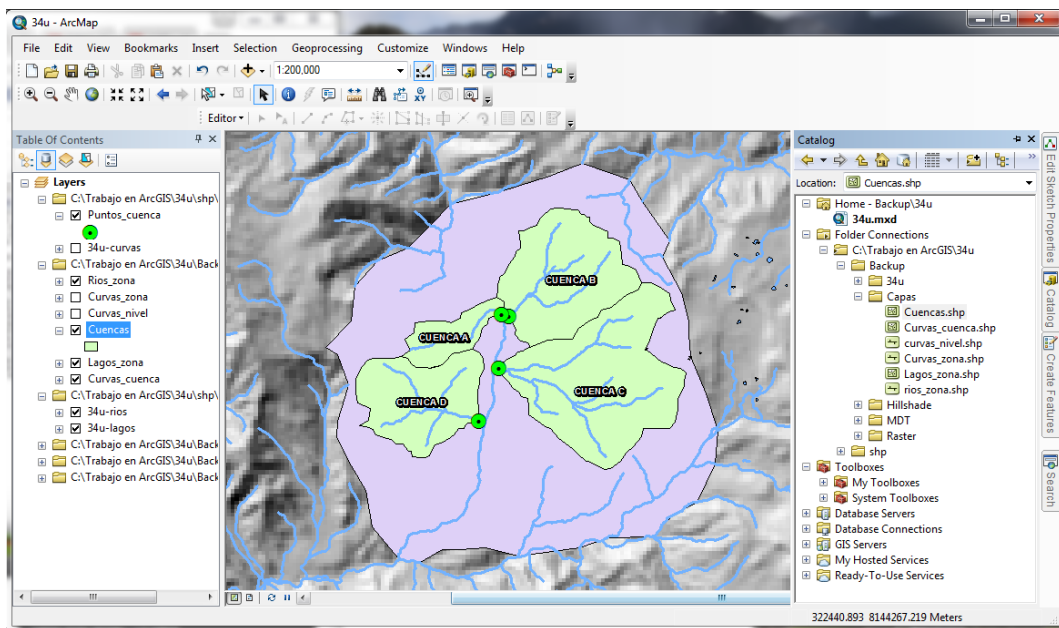 34u - ArcMap
File Edit View Bookmarks Insert Selection Geoprocessing Customize Windows Help
1:200,000
Editor
Table Of Contents
Layers
C:\Trabajo en ArcGIS\34u\shp\
Puntos_cuenca
34u-curvas
C:\Trabajo en ArcGIS\34u\Back
Rios_zona
Curvas_zona
Curvas_nivel
Cuencas
Lagos_zona
Curvas_cuenca
C:\Trabajo en ArcGIS\34u\shp\
34u-rios
34u-lagos
C:\Trabajo en ArcGIS\34u\Back
C:\Trabajo en ArcGIS\34u\Back
C:\Trabajo en ArcGIS\34u\Back
CUENCA B
CUENCA A
CUENCA D
CUENCA C
Catalog
Location: Cuencas.shp
Home - Backup\34u
34u.mxd
Folder Connections
C:\Trabajo en ArcGIS\34u
Backup
34u
Capas
Cuencas.shp
Curvas_cuenca.shp
curvas_nivel.shp
Curvas_zona.shp
Lagos_zona.shp
rios_zona.shp
Hillshade
MDT
Raster
shp
Toolboxes
My Toolboxes
System Toolboxes
Database Servers
Database Connections
GIS Servers
My Hosted Services
Ready-To-Use Services
Edit Sketch Properties
Catalog
Create Features
Search
322440.893 8144267.219 Meters